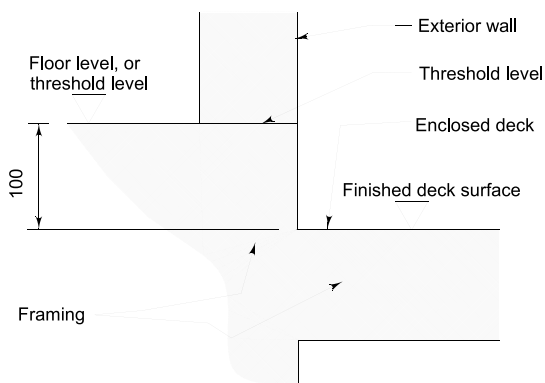 Exterior wall
Floor level, or
threshold level
Threshold level
Enclosed deck
100
Finished deck surface
Framing